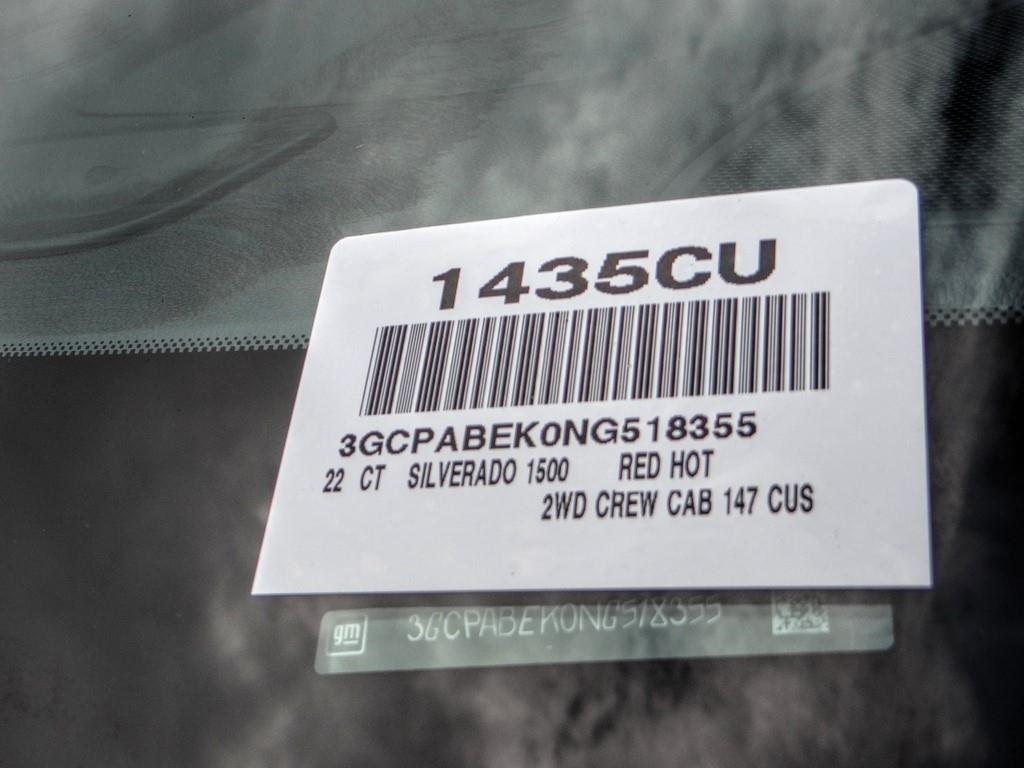 1435CU
3GCPABEK0NG518355
22 CT SILVERADO 1500 RED HOT
2WD CREW CAB 147 CUS
gm 3GCPABEK0NG518355